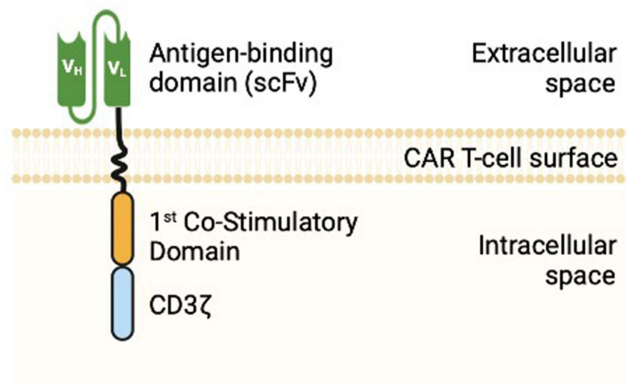 VH
VL
Antigen-binding
domain (scFv)
Extracellular
space
CAR T-cell surface
1st Co-Stimulatory
Domain
Intracellular
space
CD3ζ